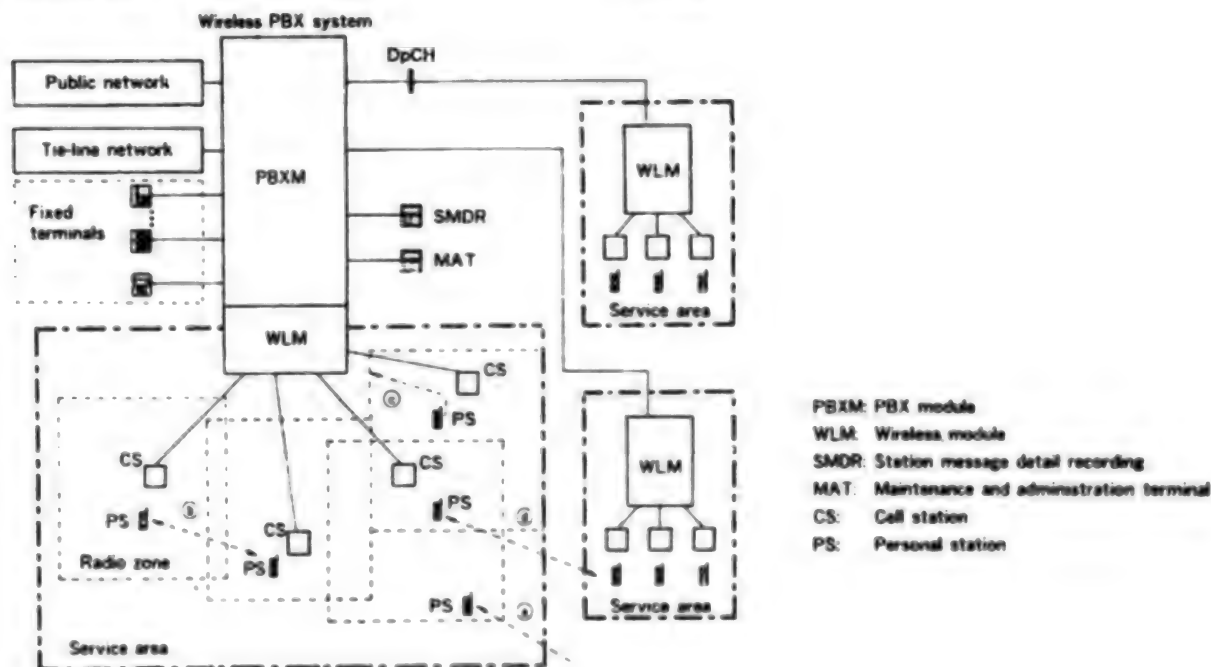 Wireless PBX system
DpCH
Public network
Tie-line network
PBXM
WLM
Fixed
terminals
SMDR
MAT
Service area
WLM
CS
PS
CS
CS
PS
PS
CS
Radio zone
PS
PS
Service area
WLM
Service area
PBXM: PBX module
WLM: Wireless module
SMDR: Station message detail recording
MAT: Maintenance and administration terminal
CS: Cell station
PS: Personal station